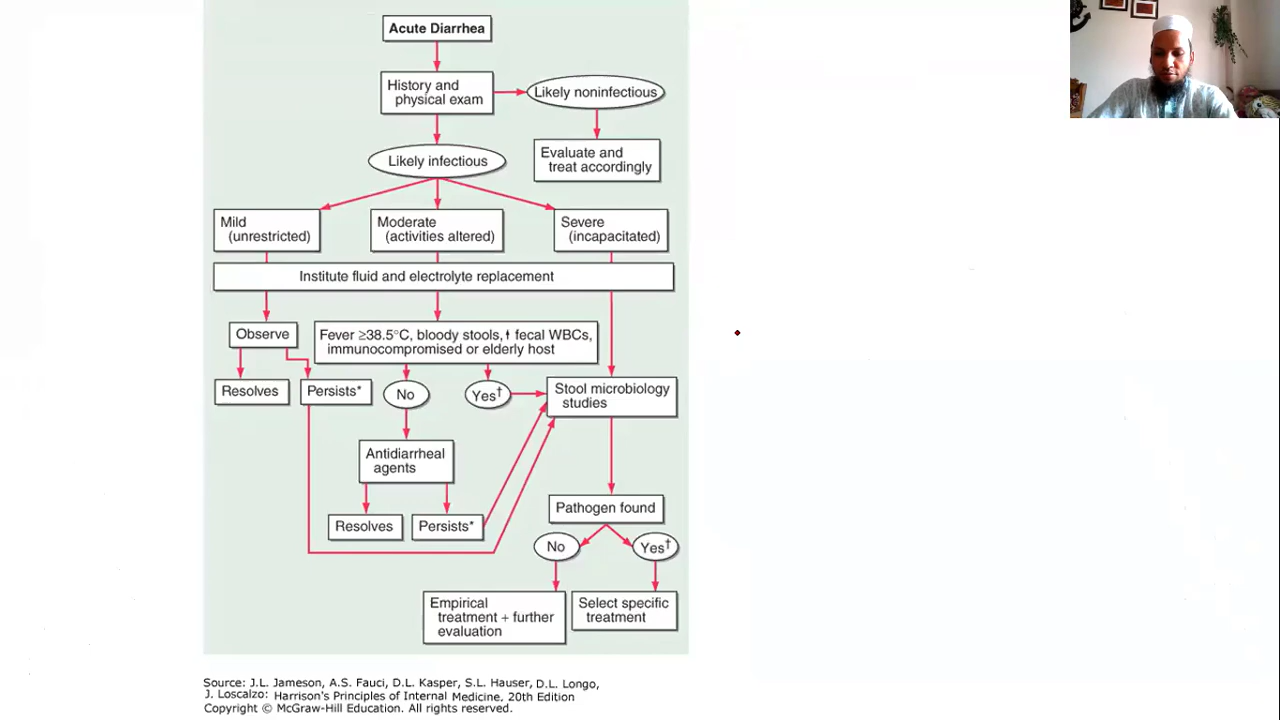 Acute Diarrhea
History and
physical exam
Likely noninfectious
Evaluate and
treat accordingly
Likely infectious
Mild
(unrestricted)
Moderate
(activities altered)
Severe
(incapacitated)
Institute fluid and electrolyte replacement
Observe
Fever ≥38.5°C, bloody stools, ↑ fecal WBCs,
immunocompromised or elderly host
Resolves
Persists*
No
Yes†
Stool microbiology
studies
Antidiarrheal
agents
Resolves
Persists*
Pathogen found
No
Yes†
Empirical
treatment + further
evaluation
Select specific
treatment
Source: J.L. Jameson, A.S. Fauci, D.L. Kasper, S.L. Hauser, D.L. Longo,
J. Loscalzo: Harrison's Principles of Internal Medicine, 20th Edition
Copyright © McGraw-Hill Education. All rights reserved.